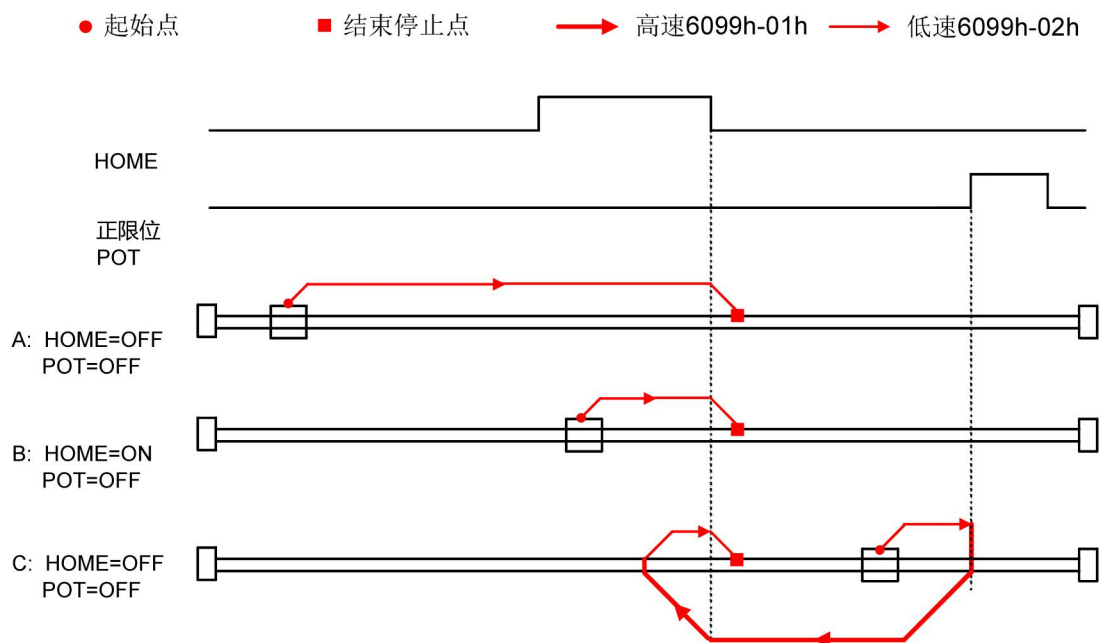 起始点
结束停止点
高速6099h-01h
低速6099h-02h
HOME
正限位
POT
A: HOME=OFF
POT=OFF
B: HOME=ON
POT=OFF
C: HOME=OFF
POT=OFF